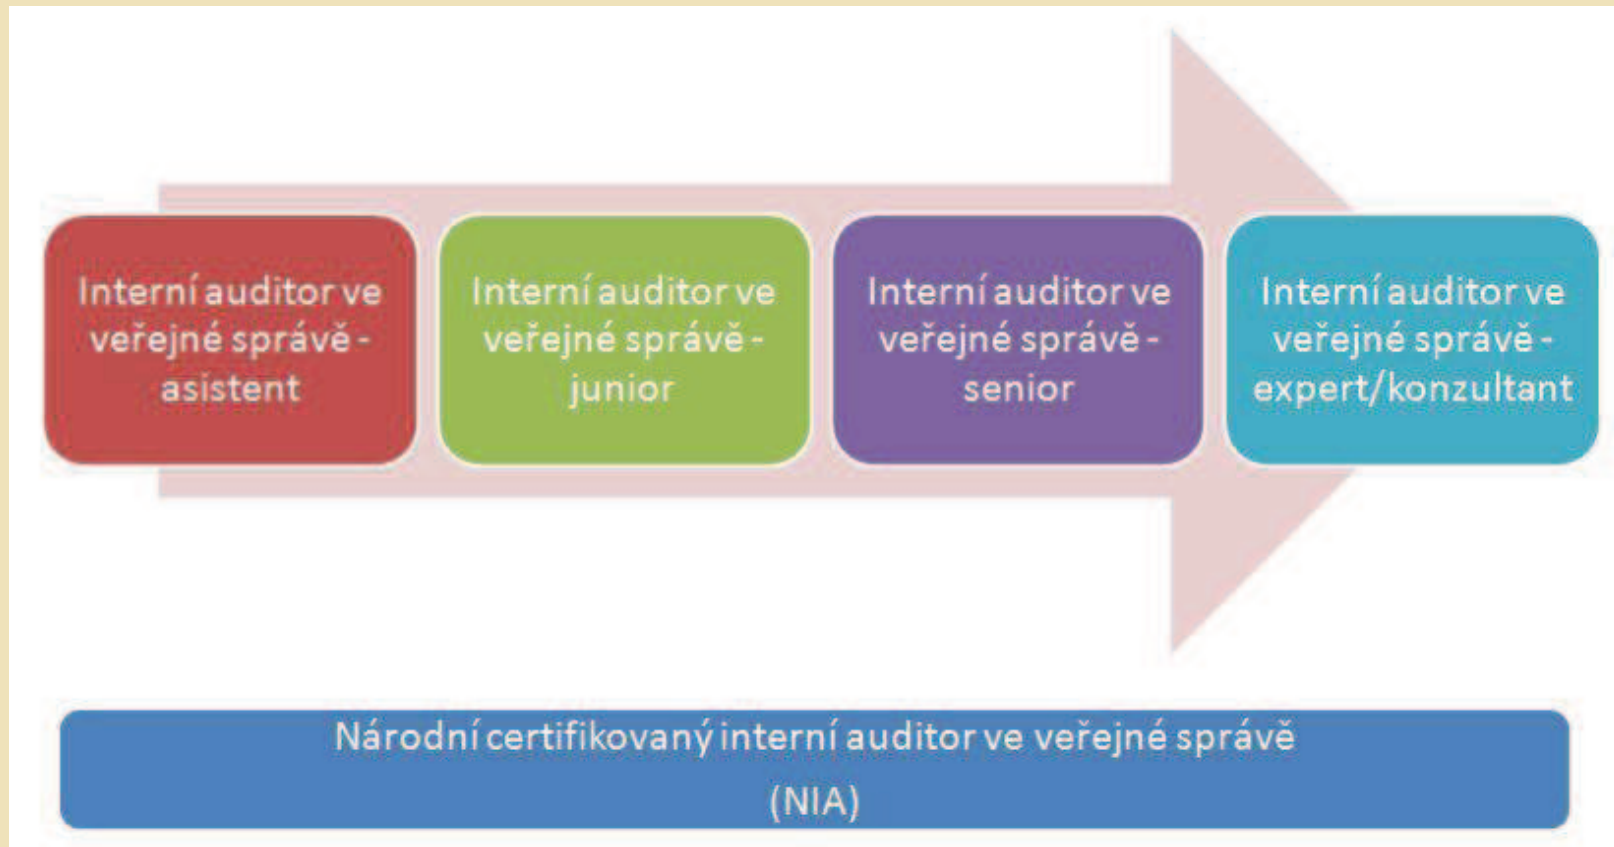 Interní auditor ve
veřejné správě -
asistent
Interní auditor ve
veřejné správě -
junior
Interní auditor ve
veřejné správě -
senior
Interní auditor ve
veřejné správě -
expert/konzultant
Národní certifikovaný interní auditor ve veřejné správě
(NIA)